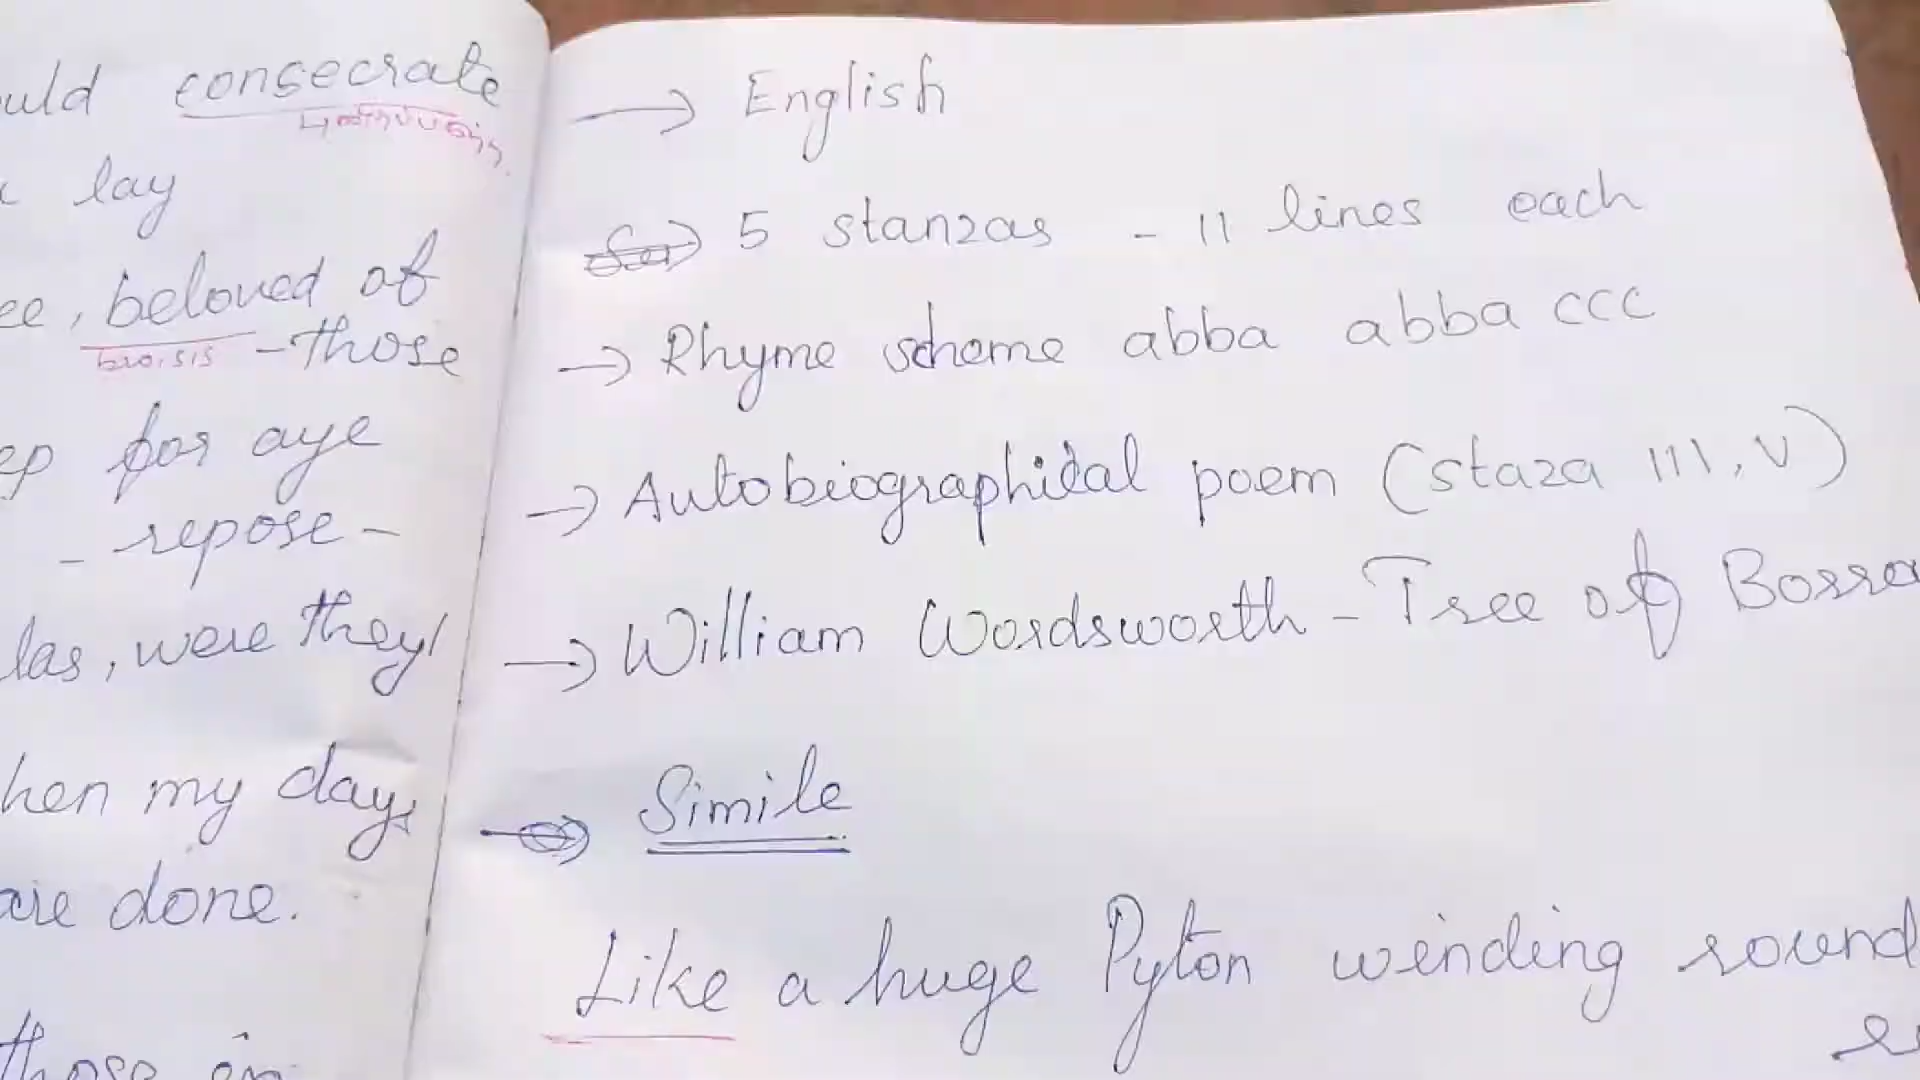 uld consecrate
lay
ee, beloved of
- those
ep for aye
- repose -
las, were they
hen my days
are done.
those in
→ English
→ 5 stanzas - 11 lines each
→ Rhyme scheme abba abba ccc
→ Autobiographical poem (staza III, V)
→ William Wordsworth - Tree of Borro
Simile
Like a huge Pyton winding round